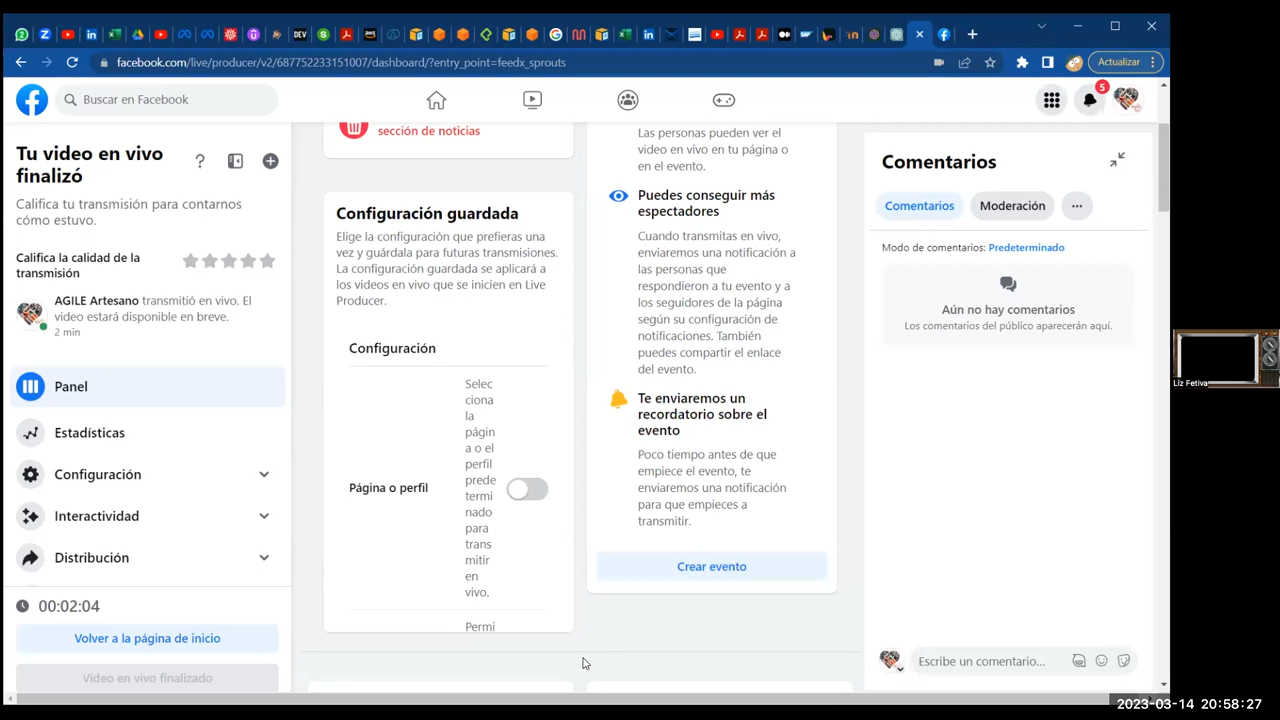 facebook.com/live/producer/v2/687752233151007/dashboard/?entry_point=feedx_sprouts
Actualizar
Buscar en Facebook
5
Tu video en vivo
finalizó
Califica tu transmisión para contarnos
cómo estuvo.
Califica la calidad de la
transmisión
AGILE Artesano transmitió en vivo. El
video estará disponible en breve.
2 min
Panel
Estadísticas
Configuración
Interactividad
Distribución
00:02:04
Volver a la página de inicio
Video en vivo finalizado
sección de noticias
Configuración guardada
Elige la configuración que prefieras una
vez y guárdala para futuras transmisiones.
La configuración guardada se aplicará a
los videos en vivo que se inicien en Live
Producer.
Configuración
Página o perfil
Selec
ciona
la
págin
a o el
perfil
prede
termi
nado
para
trans
mitir
en
vivo.
Permi
Las personas pueden ver el
video en vivo en tu página o
en el evento.
Puedes conseguir más
espectadores
Cuando transmitas en vivo,
enviaremos una notificación a
las personas que
respondieron a tu evento y a
los seguidores de la página
según su configuración de
notificaciones. También
puedes compartir el enlace
del evento.
Te enviaremos un
recordatorio sobre el
evento
Poco tiempo antes de que
empiece el evento, te
enviaremos una notificación
para que empieces a
transmitir.
Crear evento
Comentarios
Comentarios
Moderación
Modo de comentarios: Predeterminado
Aún no hay comentarios
Los comentarios del público aparecerán aquí.
Escribe un comentario...
Liz Fetiva
2023-03-14 20:58:27